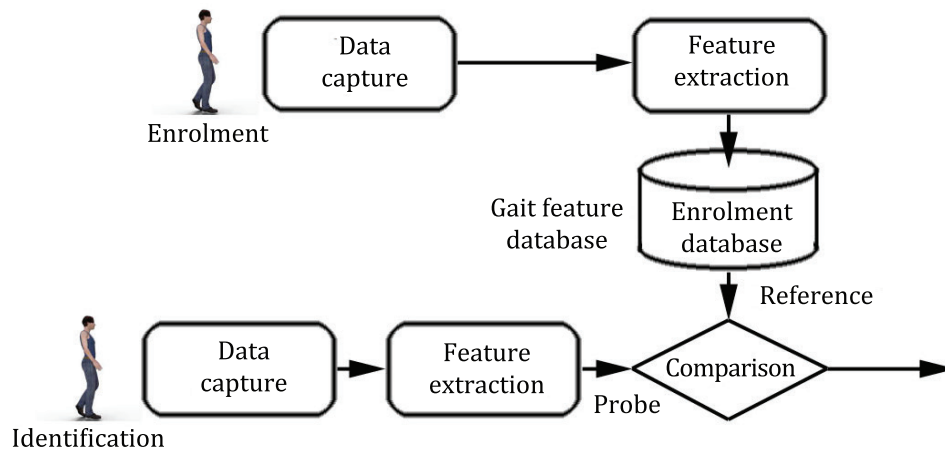 Data
capture
Feature
extraction
Enrolment
Gait feature
database
Enrolment
database
Reference
Data
capture
Feature
extraction
Probe
Comparison
Identification